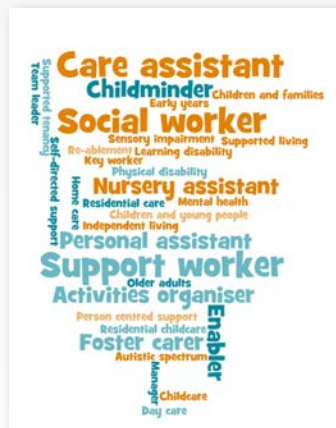 Care assistant
Childminder
Children and families
Early years
Social worker
Sensory impairment
Supported living
Re-ablement
Learning disability
Key worker
Physical disability
Nursery assistant
Residential care
Mental health
Children and young people
Independent living
Personal assistant
Support worker
Older adults
Activities organiser
Person centred support
Residential childcare
Foster carer
Autistic spectrum
Childcare
Day care
Supported tenancy
Team leader
Self-directed support
Home care
Enabler
Manager